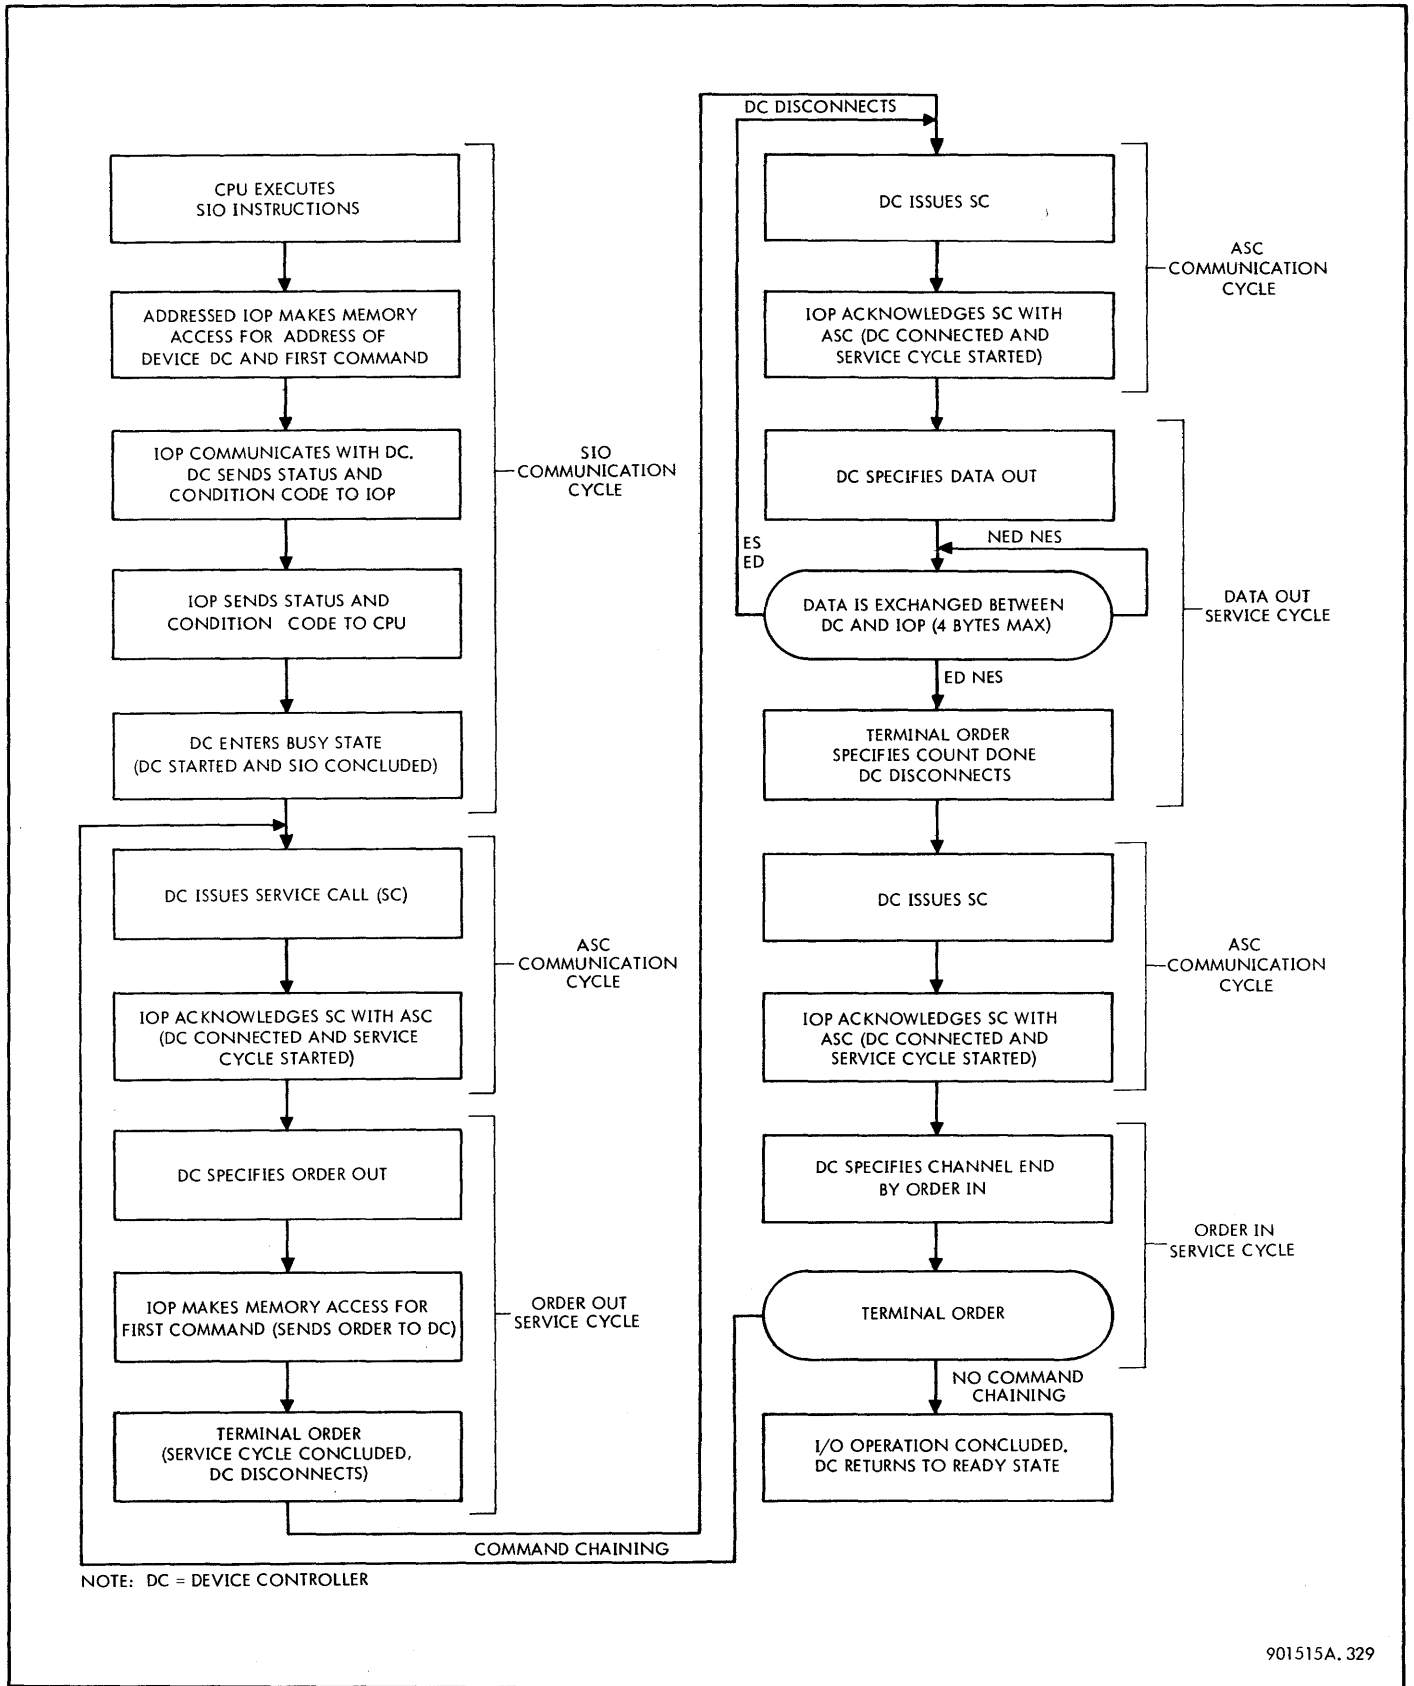 CPU EXECUTES
SIO INSTRUCTIONS
ADDRESSED IOP MAKES MEMORY
ACCESS FOR ADDRESS OF
DEVICE DC AND FIRST COMMAND
IOP COMMUNICATES WITH DC.
DC SENDS STATUS AND
CONDITION CODE TO IOP
IOP SENDS STATUS AND
CONDITION CODE TO CPU
DC ENTERS BUSY STATE
(DC STARTED AND SIO CONCLUDED)
SIO
COMMUNICATION
CYCLE
DC ISSUES SERVICE CALL (SC)
IOP ACKNOWLEDGES SC WITH ASC
(DC CONNECTED AND SERVICE
CYCLE STARTED)
ASC
COMMUNICATION
CYCLE
DC SPECIFIES ORDER OUT
IOP MAKES MEMORY ACCESS FOR
FIRST COMMAND (SENDS ORDER TO DC)
TERMINAL ORDER
(SERVICE CYCLE CONCLUDED,
DC DISCONNECTS)
ORDER OUT
SERVICE CYCLE
COMMAND CHAINING
DC DISCONNECTS
DC ISSUES SC
IOP ACKNOWLEDGES SC WITH
ASC (DC CONNECTED AND
SERVICE CYCLE STARTED)
ASC
COMMUNICATION
CYCLE
DC SPECIFIES DATA OUT
ES
ED
NED NES
DATA IS EXCHANGED BETWEEN
DC AND IOP (4 BYTES MAX)
ED NES
TERMINAL ORDER
SPECIFIES COUNT DONE
DC DISCONNECTS
DATA OUT
SERVICE CYCLE
DC ISSUES SC
IOP ACKNOWLEDGES SC WITH
ASC (DC CONNECTED AND
SERVICE CYCLE STARTED)
ASC
COMMUNICATION
CYCLE
DC SPECIFIES CHANNEL END
BY ORDER IN
TERMINAL ORDER
ORDER IN
SERVICE CYCLE
NO COMMAND
CHAINING
I/O OPERATION CONCLUDED.
DC RETURNS TO READY STATE
NOTE: DC = DEVICE CONTROLLER
901515A.329